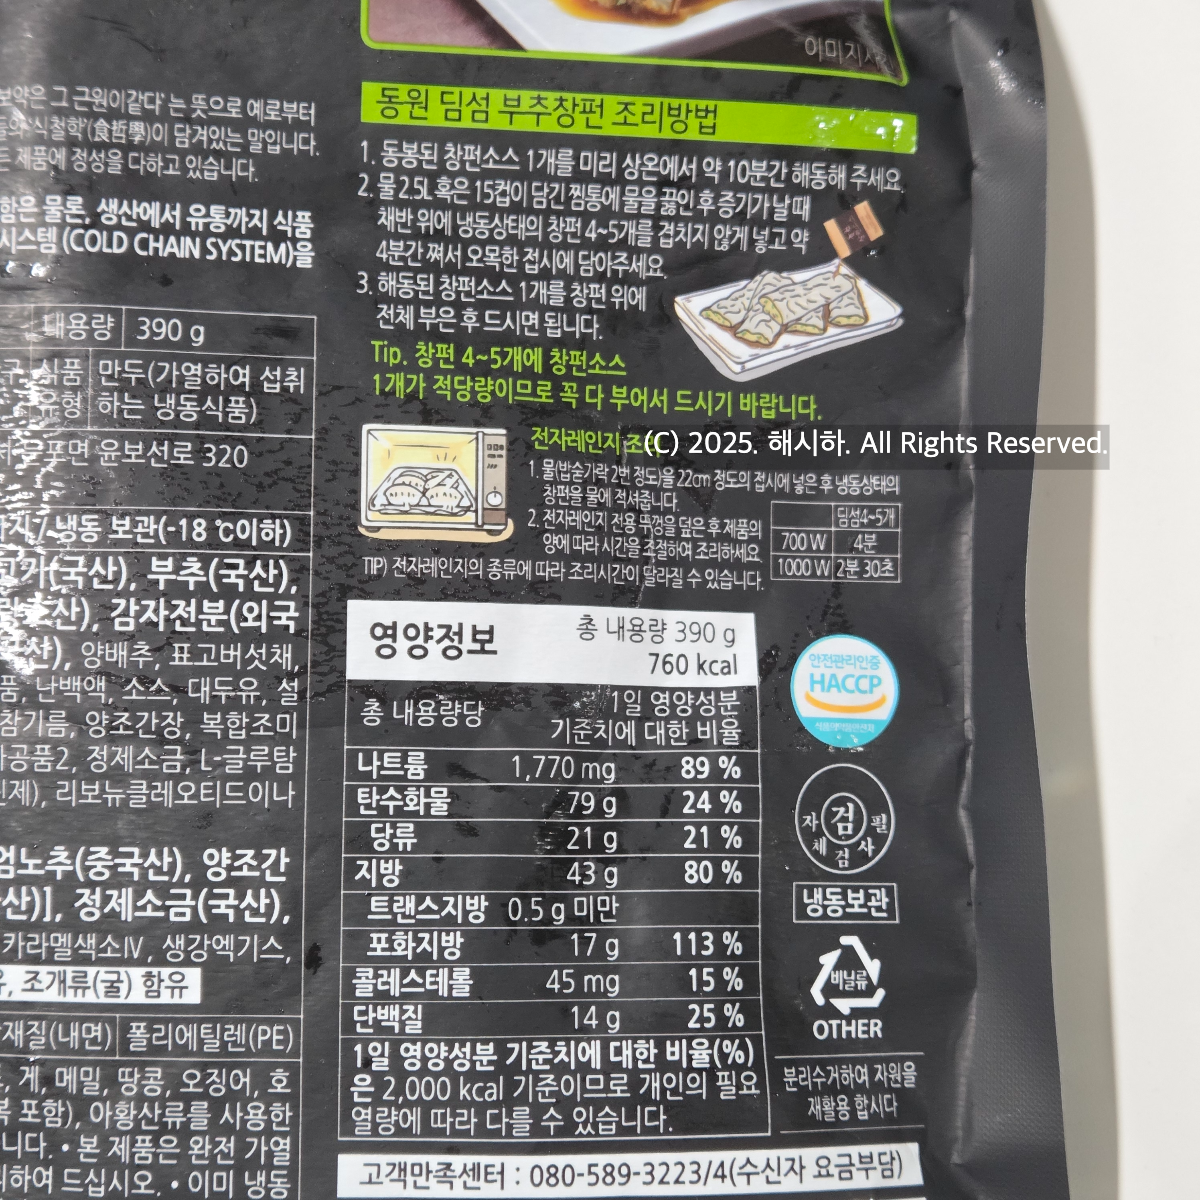 이미지사진
보약은 그 근원이같다' 는 뜻으로 예로부터
'식철학'(食哲學)이 담겨있는 말입니다.
제품에 정성을 다하고 있습니다.
함은 물론, 생산에서 유통까지 식품
시스템 (COLD CHAIN SYSTEM)을
내용량 390 g
식품 유형
만두(가열하여 섭취
하는 냉동식품)
윤보선로 320
냉동 보관(-18 ℃이하)
(국산), 부추(국산),
감자전분(외국
양배추, 표고버섯채,
난백액, 소스, 대두유, 설
참기름, 양조간장, 복합조미
공품2, 정제소금, L-글루탐
리보뉴클레오티드이나
노추(중국산), 양조간
산)], 정제소금(국산),
카라멜색소Ⅳ, 생강엑기스,
조개류(굴) 함유
재질(내면) 폴리에틸렌(PE)
게, 메밀, 땅콩, 오징어, 호
포함), 아황산류를 사용한
니다. • 본 제품은 완전 가열
하여 드십시오. • 이미 냉동
동원 딤섬 부추창펀 조리방법
1. 동봉된 창펀소스 1개를 미리 상온에서 약 10분간 해동해 주세요.
2. 물 2.5L 혹은 15컵이 담긴 찜통에 물을 끓인 후 증기가 날 때
채반 위에 냉동상태의 창펀 4~5개를 겹치지 않게 넣고 약
4분간 쪄서 오목한 접시에 담아주세요.
3. 해동된 창펀소스 1개를 창펀 위에
전체 부은 후 드시면 됩니다.
Tip. 창펀 4~5개에 창펀소스
1개가 적당량이므로 꼭 다 부어서 드시기 바랍니다.
전자레인지
(C) 2025. 해시하. All Rights Reserved.
1. 물(밥숟가락 2번 정도)을 22cm 정도의 접시에 넣은 후 냉동상태의
창펀을 물에 적셔줍니다.
2. 전자레인지 전용 뚜껑을 덮은 후 제품의
양에 따라 시간을 조절하여 조리하세요.
TIP) 전자레인지의 종류에 따라 조리시간이 달라질 수 있습니다.
딤섬4~5개
700 W 4분
1000 W 2분 30초
영양정보
총 내용량 390 g
760 kcal
총 내용량당
1일 영양성분
기준치에 대한 비율
나트륨 1,770 mg 89 %
탄수화물 79 g 24 %
당류 21 g 21 %
지방 43 g 80 %
트랜스지방 0.5 g 미만
포화지방 17 g 113 %
콜레스테롤 45 mg 15 %
단백질 14 g 25 %
1일 영양성분 기준치에 대한 비율(%)
은 2,000 kcal 기준이므로 개인의 필요
열량에 따라 다를 수 있습니다.
안전관리인증
HACCP
식품의약품안전처
자 검 필
체 검 사
냉동보관
비닐류
OTHER
분리수거하여 자원을
재활용 합시다
고객만족센터 : 080-589-3223/4(수신자 요금부담)